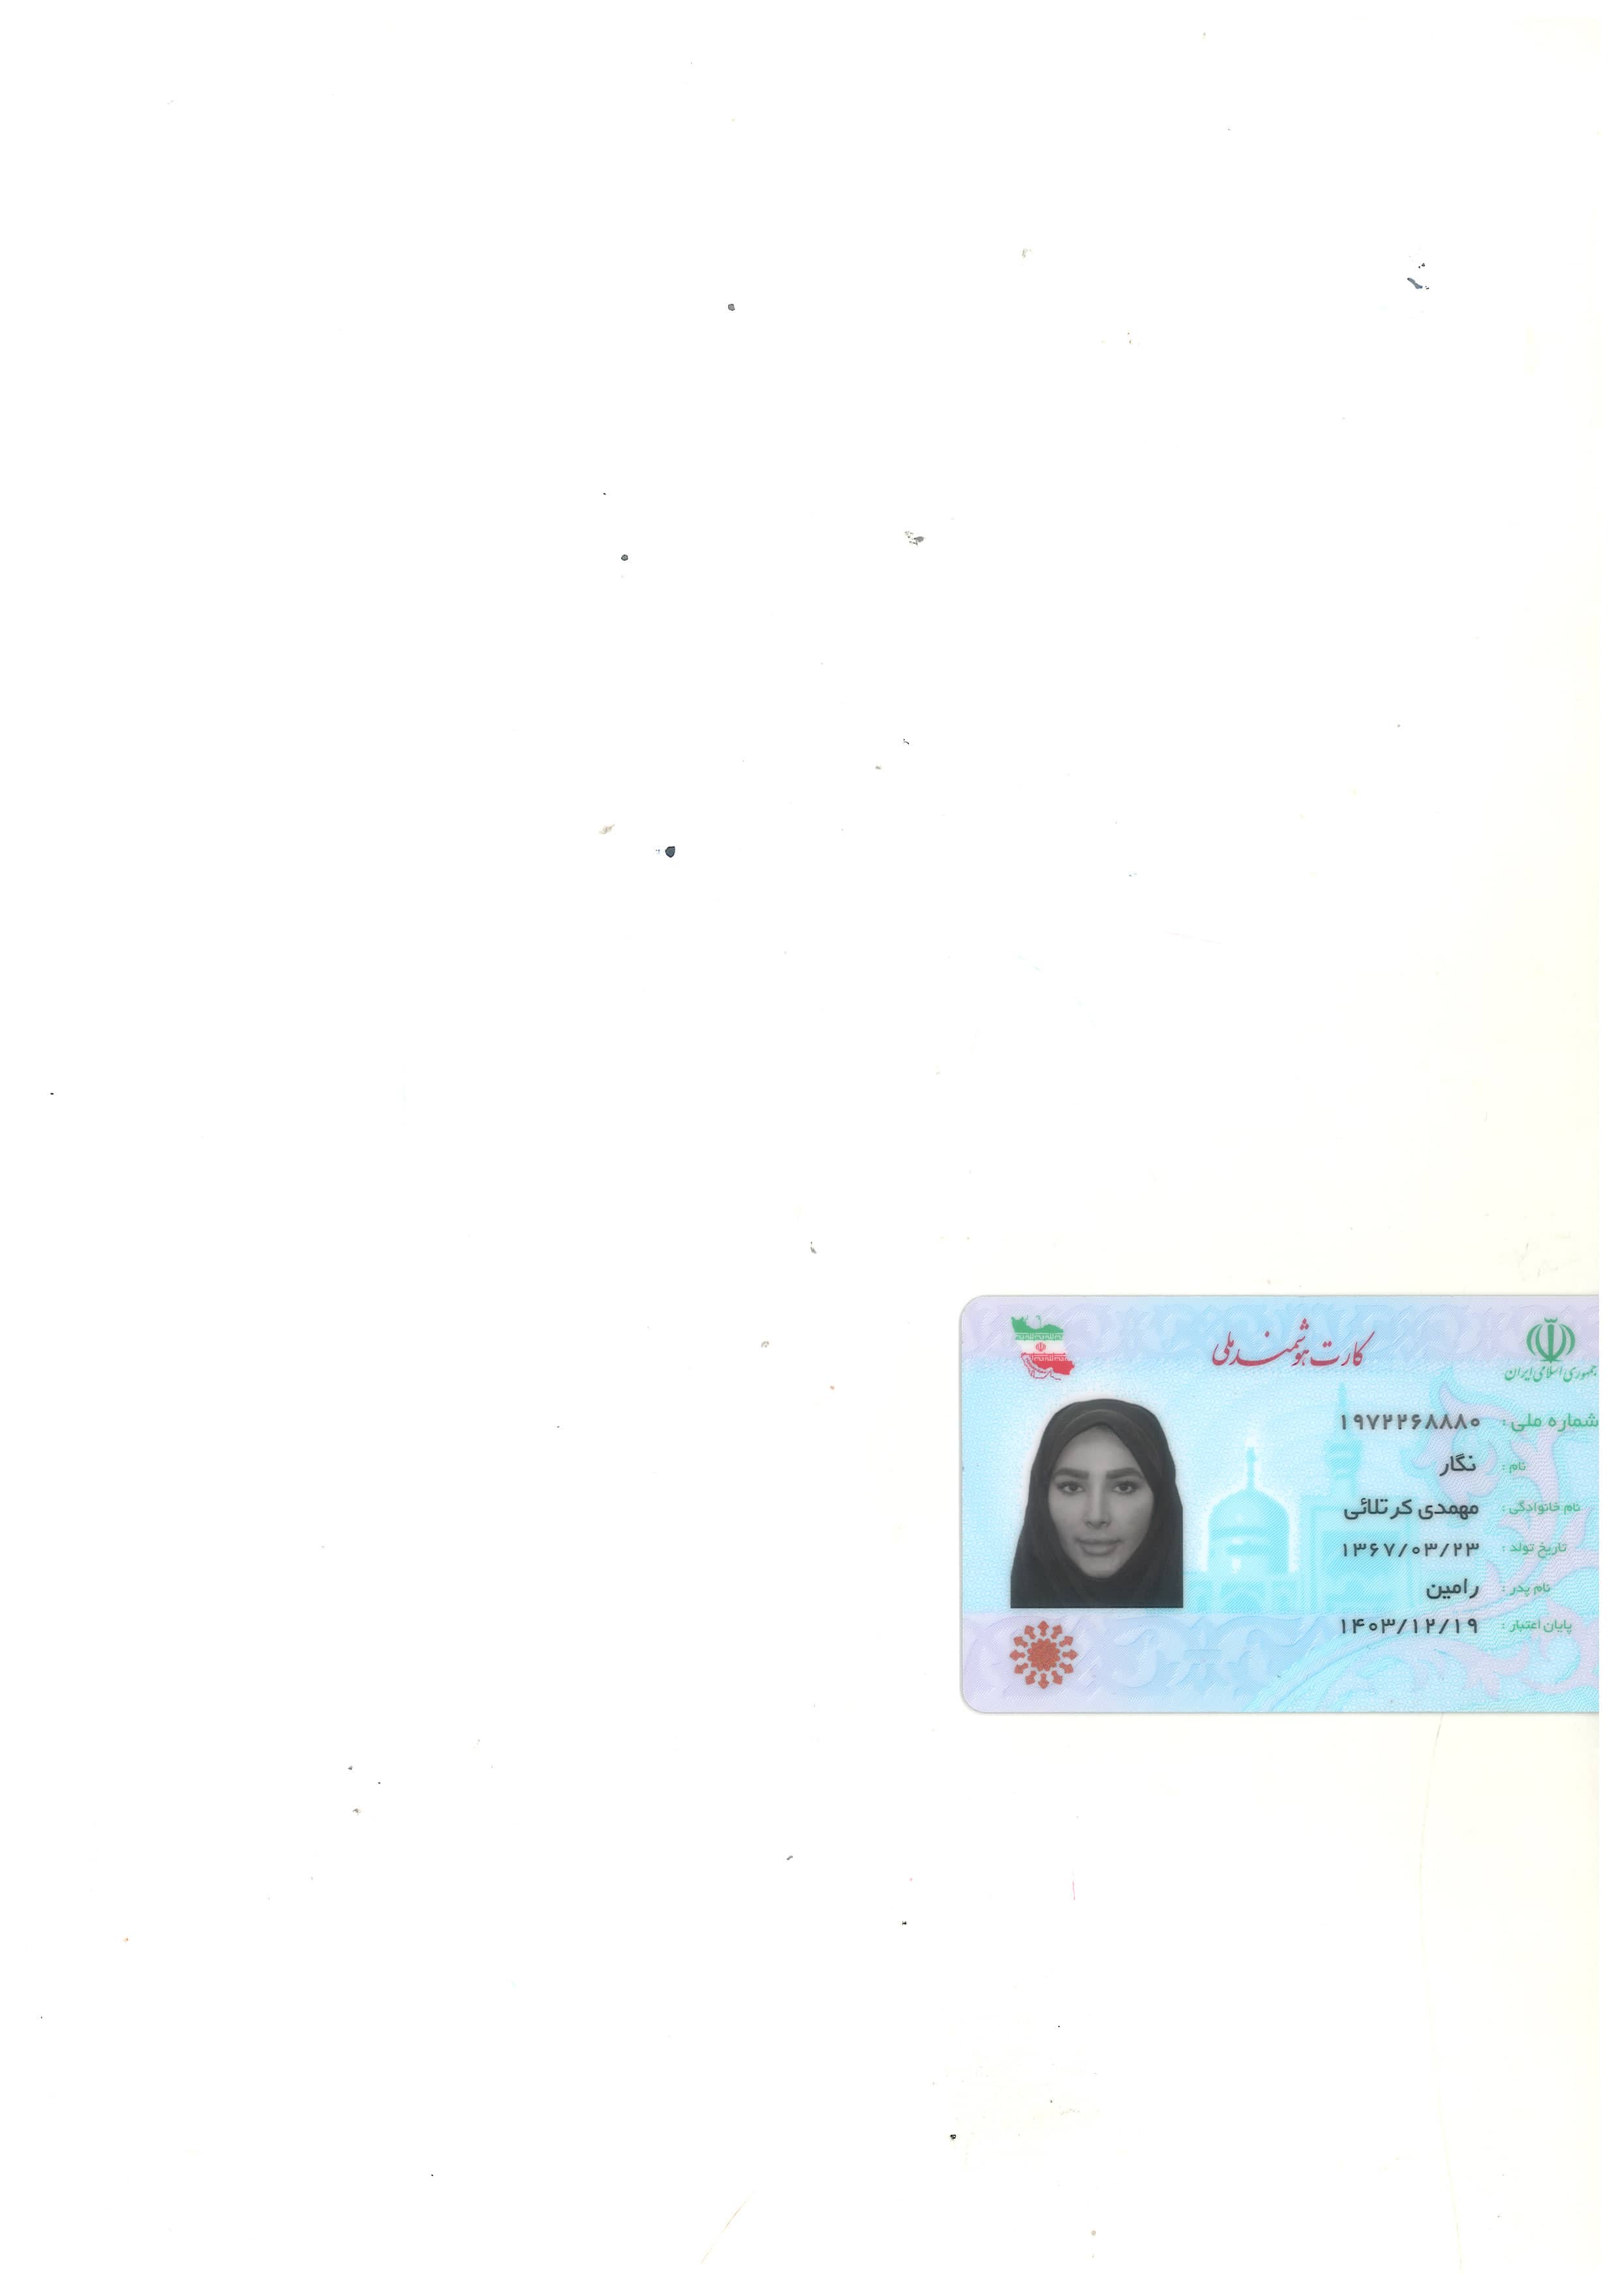 جمهوری اسلامی ایران
کارت هوشمند ملی
شماره ملی : ۱۹۷۲۲۶۸۸۸۰
نام : نگار
نام خانوادگی : مهمدی کرتلائی
تاریخ تولد : ۱۳۶۷/۰۳/۲۳
نام پدر : رامین
پایان اعتبار : ۱۴۰۳/۱۲/۱۹